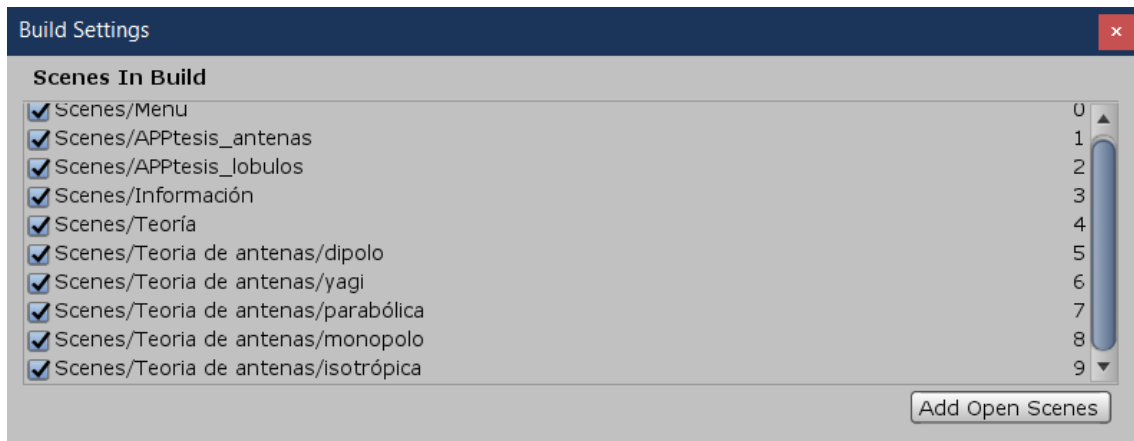 Build Settings
x
Scenes In Build
Scenes/Menu 0
Scenes/APPtesis_antenas 1
Scenes/APPtesis_lobulos 2
Scenes/Información 3
Scenes/Teoría 4
Scenes/Teoria de antenas/dipolo 5
Scenes/Teoria de antenas/yagi 6
Scenes/Teoria de antenas/parabólica 7
Scenes/Teoria de antenas/monopolo 8
Scenes/Teoria de antenas/isotrópica 9
Add Open Scenes